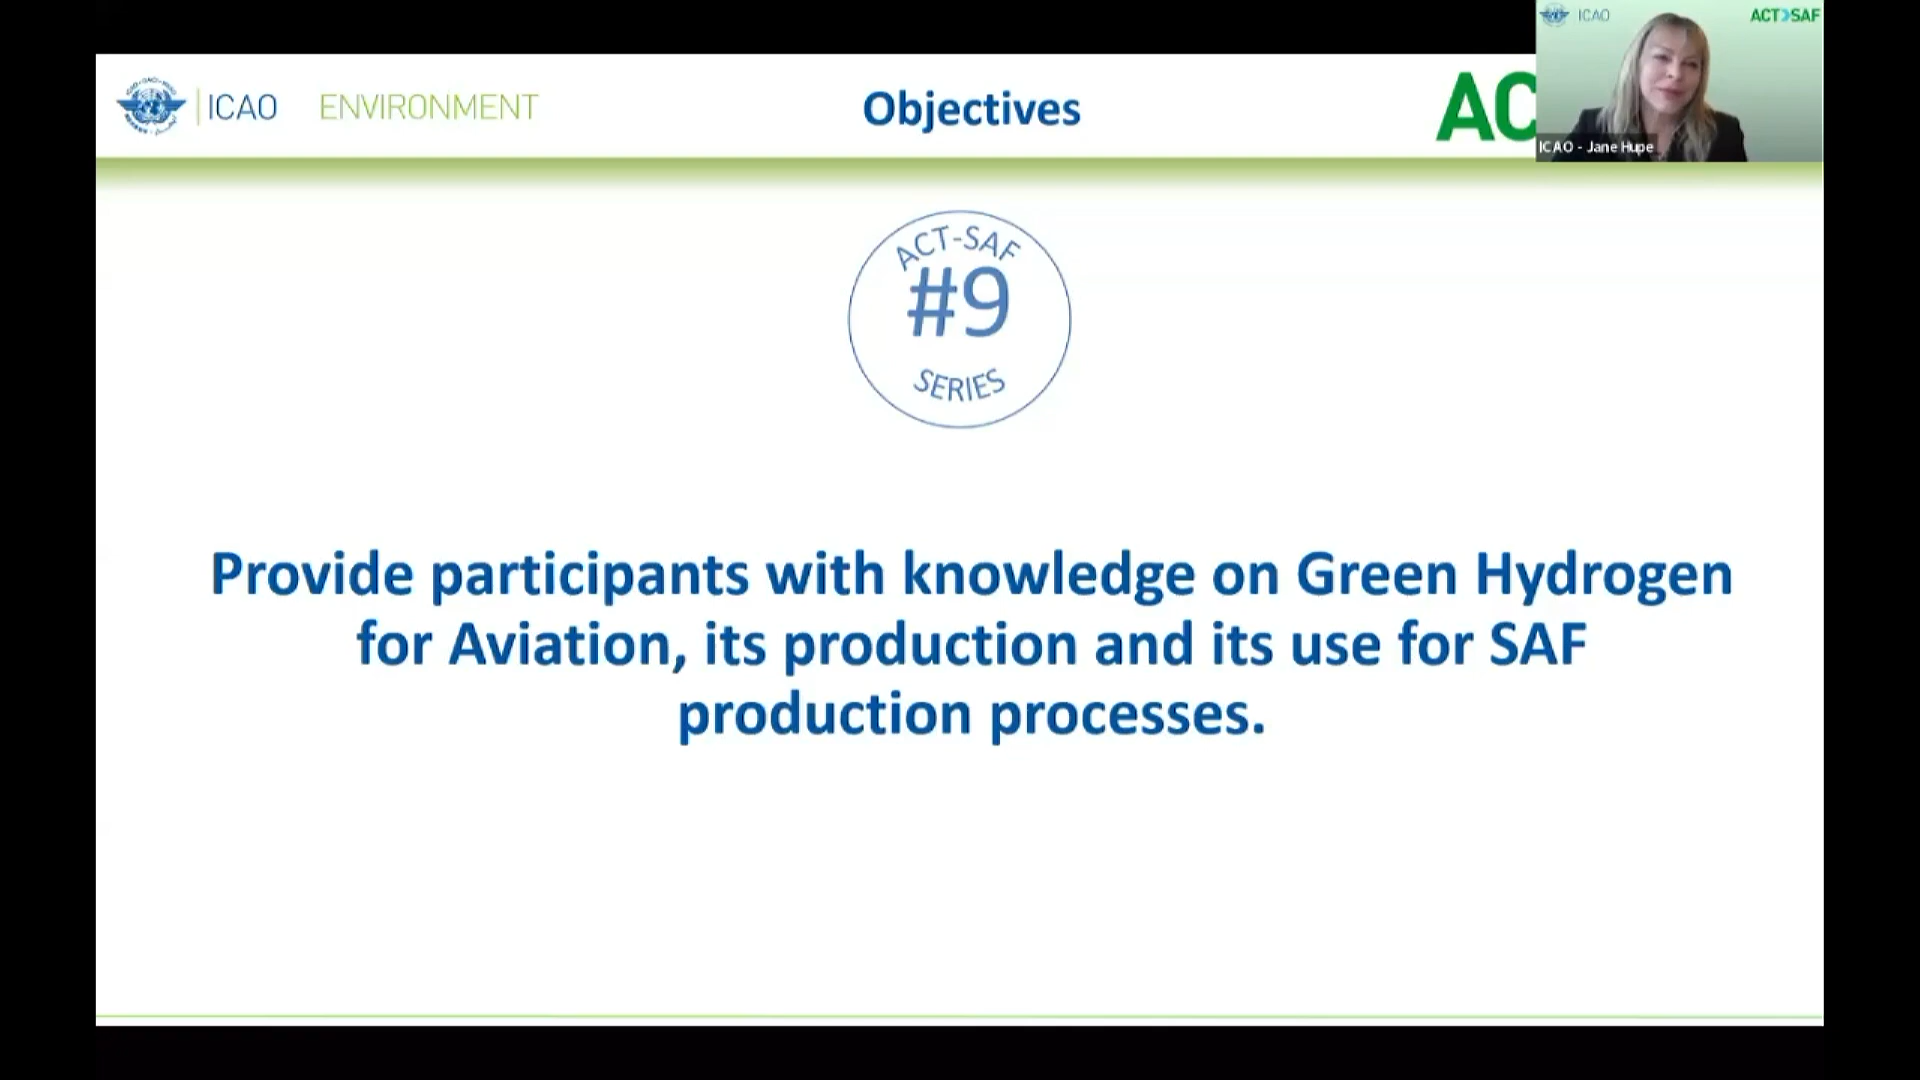 ICAO
ENVIRONMENT
Objectives
AC
ICAO
ACT SAF
ICAO - Jane Hupe
ACT-SAF
#9
SERIES
Provide participants with knowledge on Green Hydrogen
for Aviation, its production and its use for SAF
production processes.